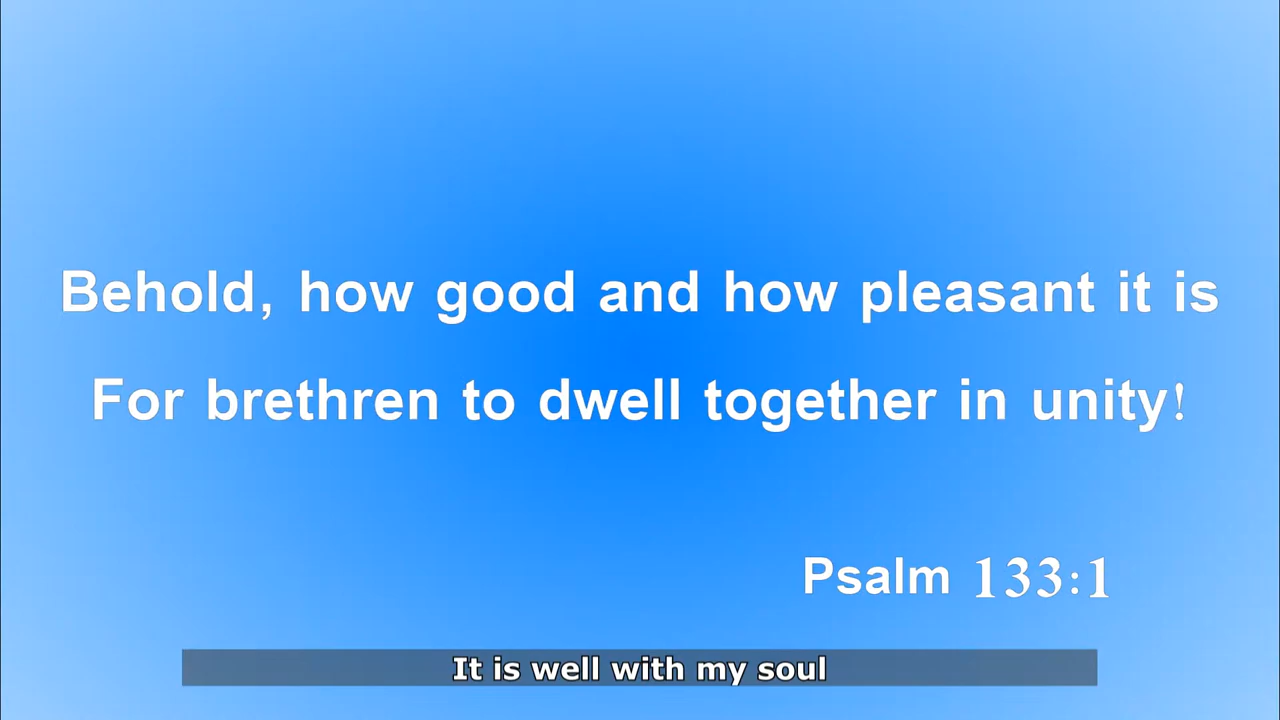 Behold, how good and how pleasant it is
For brethren to dwell together in unity!
Psalm 133:1
It is well with my soul